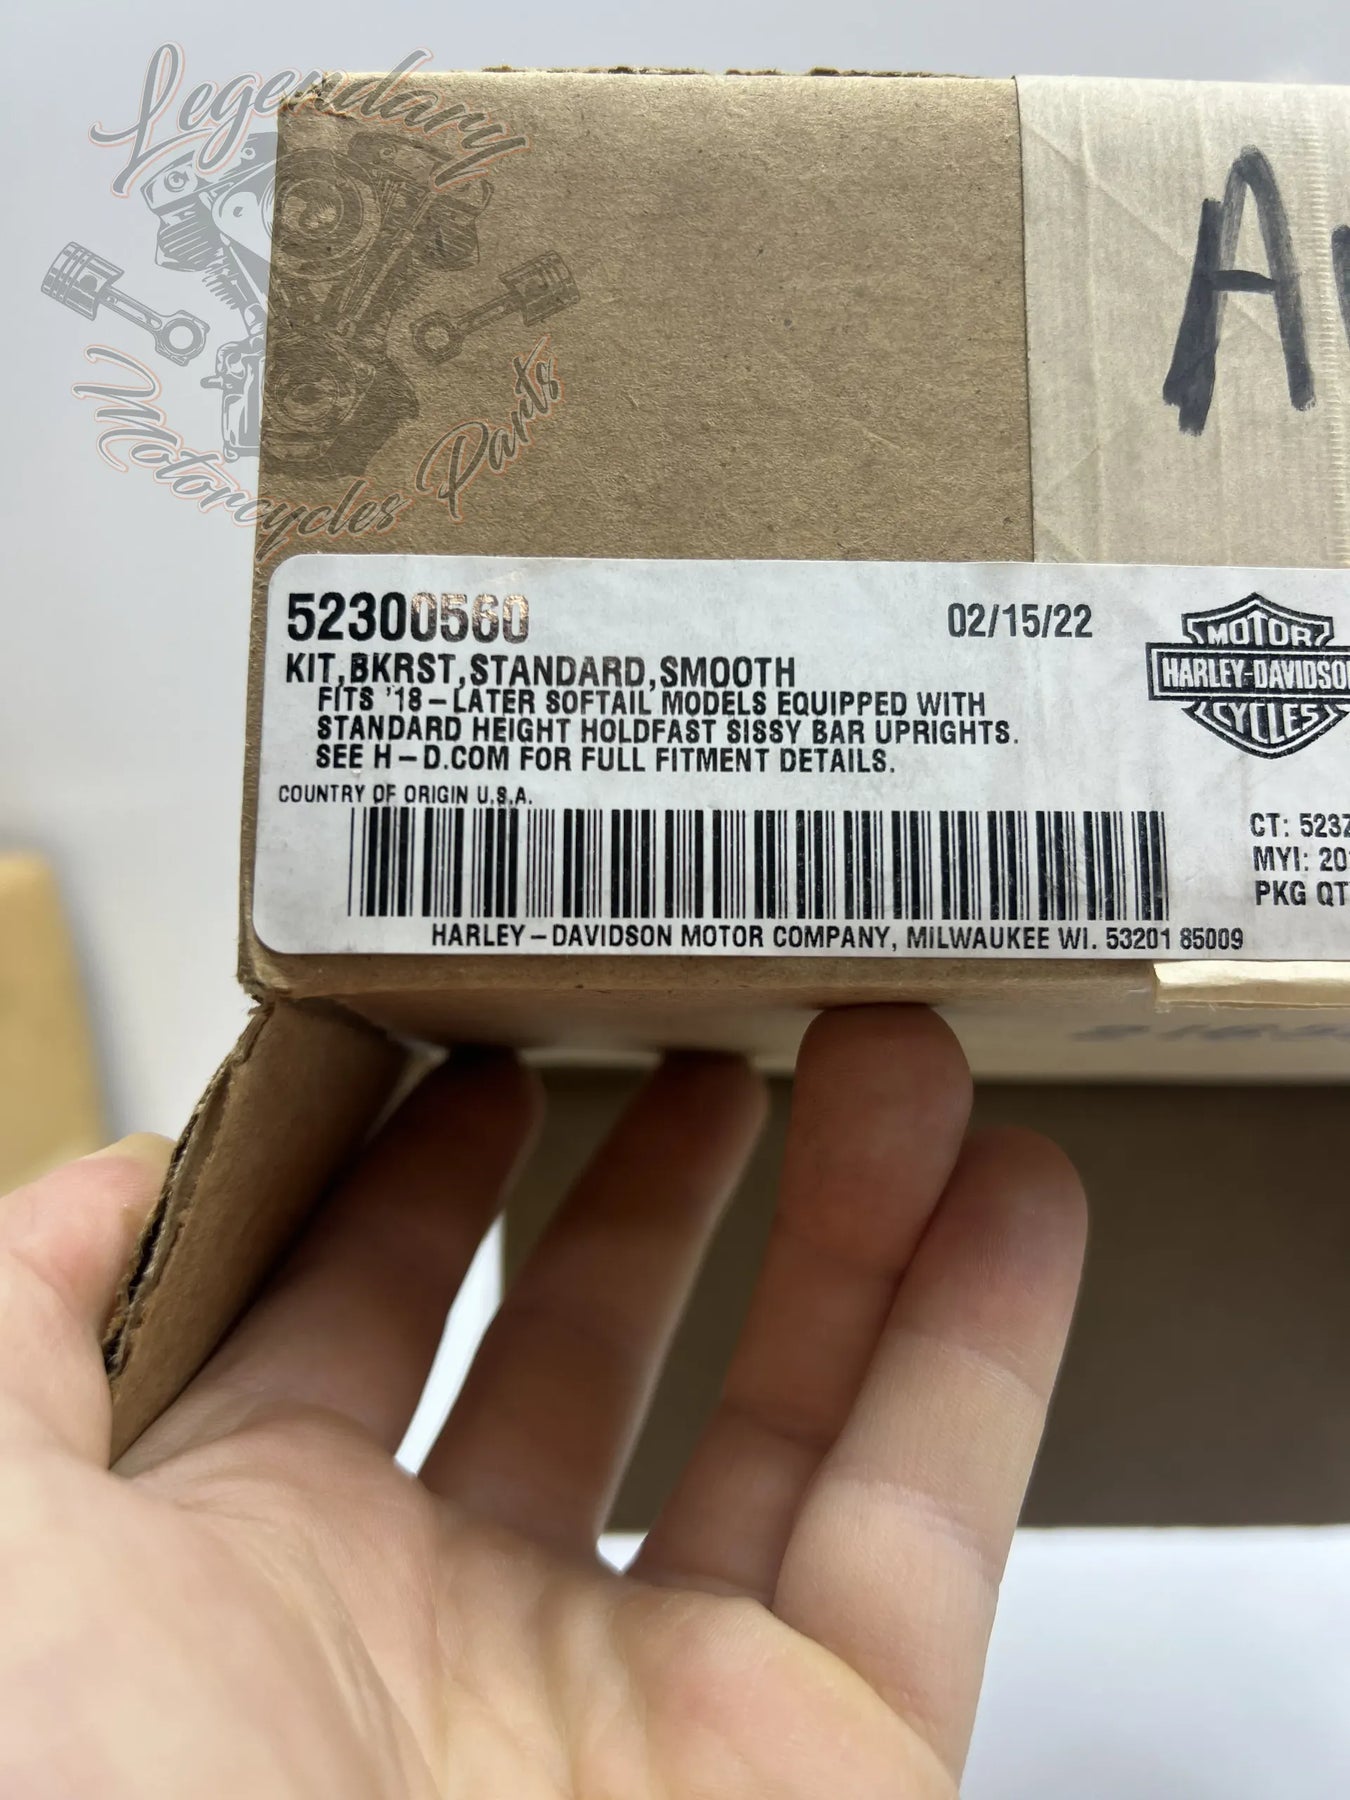 Legendary
Motorcycles Parts
A
52300560
02/15/22
KIT,BKRST,STANDARD,SMOOTH
FITS '18-LATER SOFTAIL MODELS EQUIPPED WITH
STANDARD HEIGHT HOLDFAST SISSY BAR UPRIGHTS.
SEE H-D.COM FOR FULL FITMENT DETAILS.
MOTOR
HARLEY-DAVIDSON
CYCLES
COUNTRY OF ORIGIN U.S.A.
CT: 523Z
MYI: 20
PKG QT
HARLEY-DAVIDSON MOTOR COMPANY, MILWAUKEE WI. 53201 85009